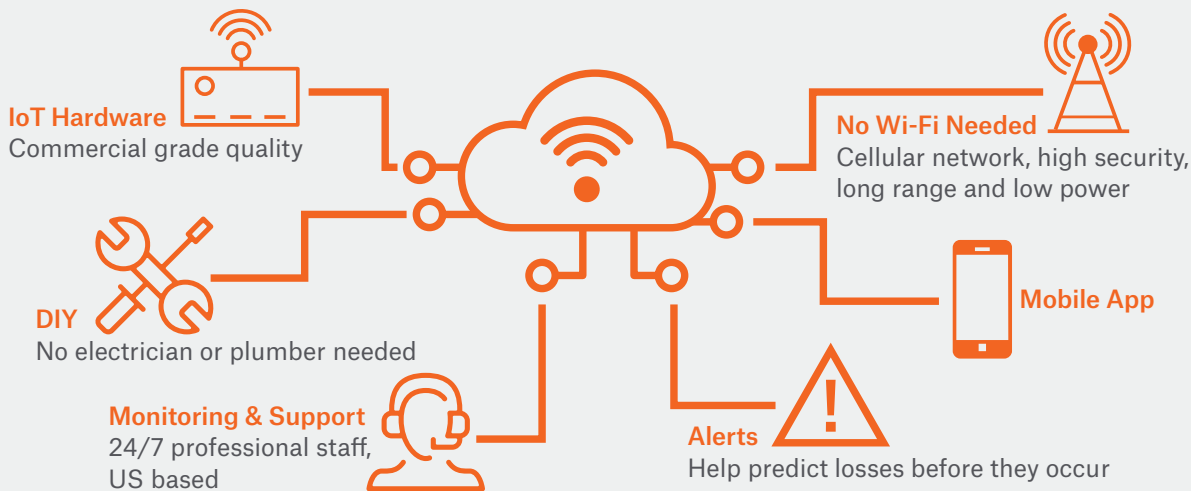 IoT Hardware
Commercial grade quality
No Wi-Fi Needed
Cellular network, high security,
long range and low power
DIY
No electrician or plumber needed
Mobile App
Monitoring & Support
24/7 professional staff,
US based
Alerts
Help predict losses before they occur